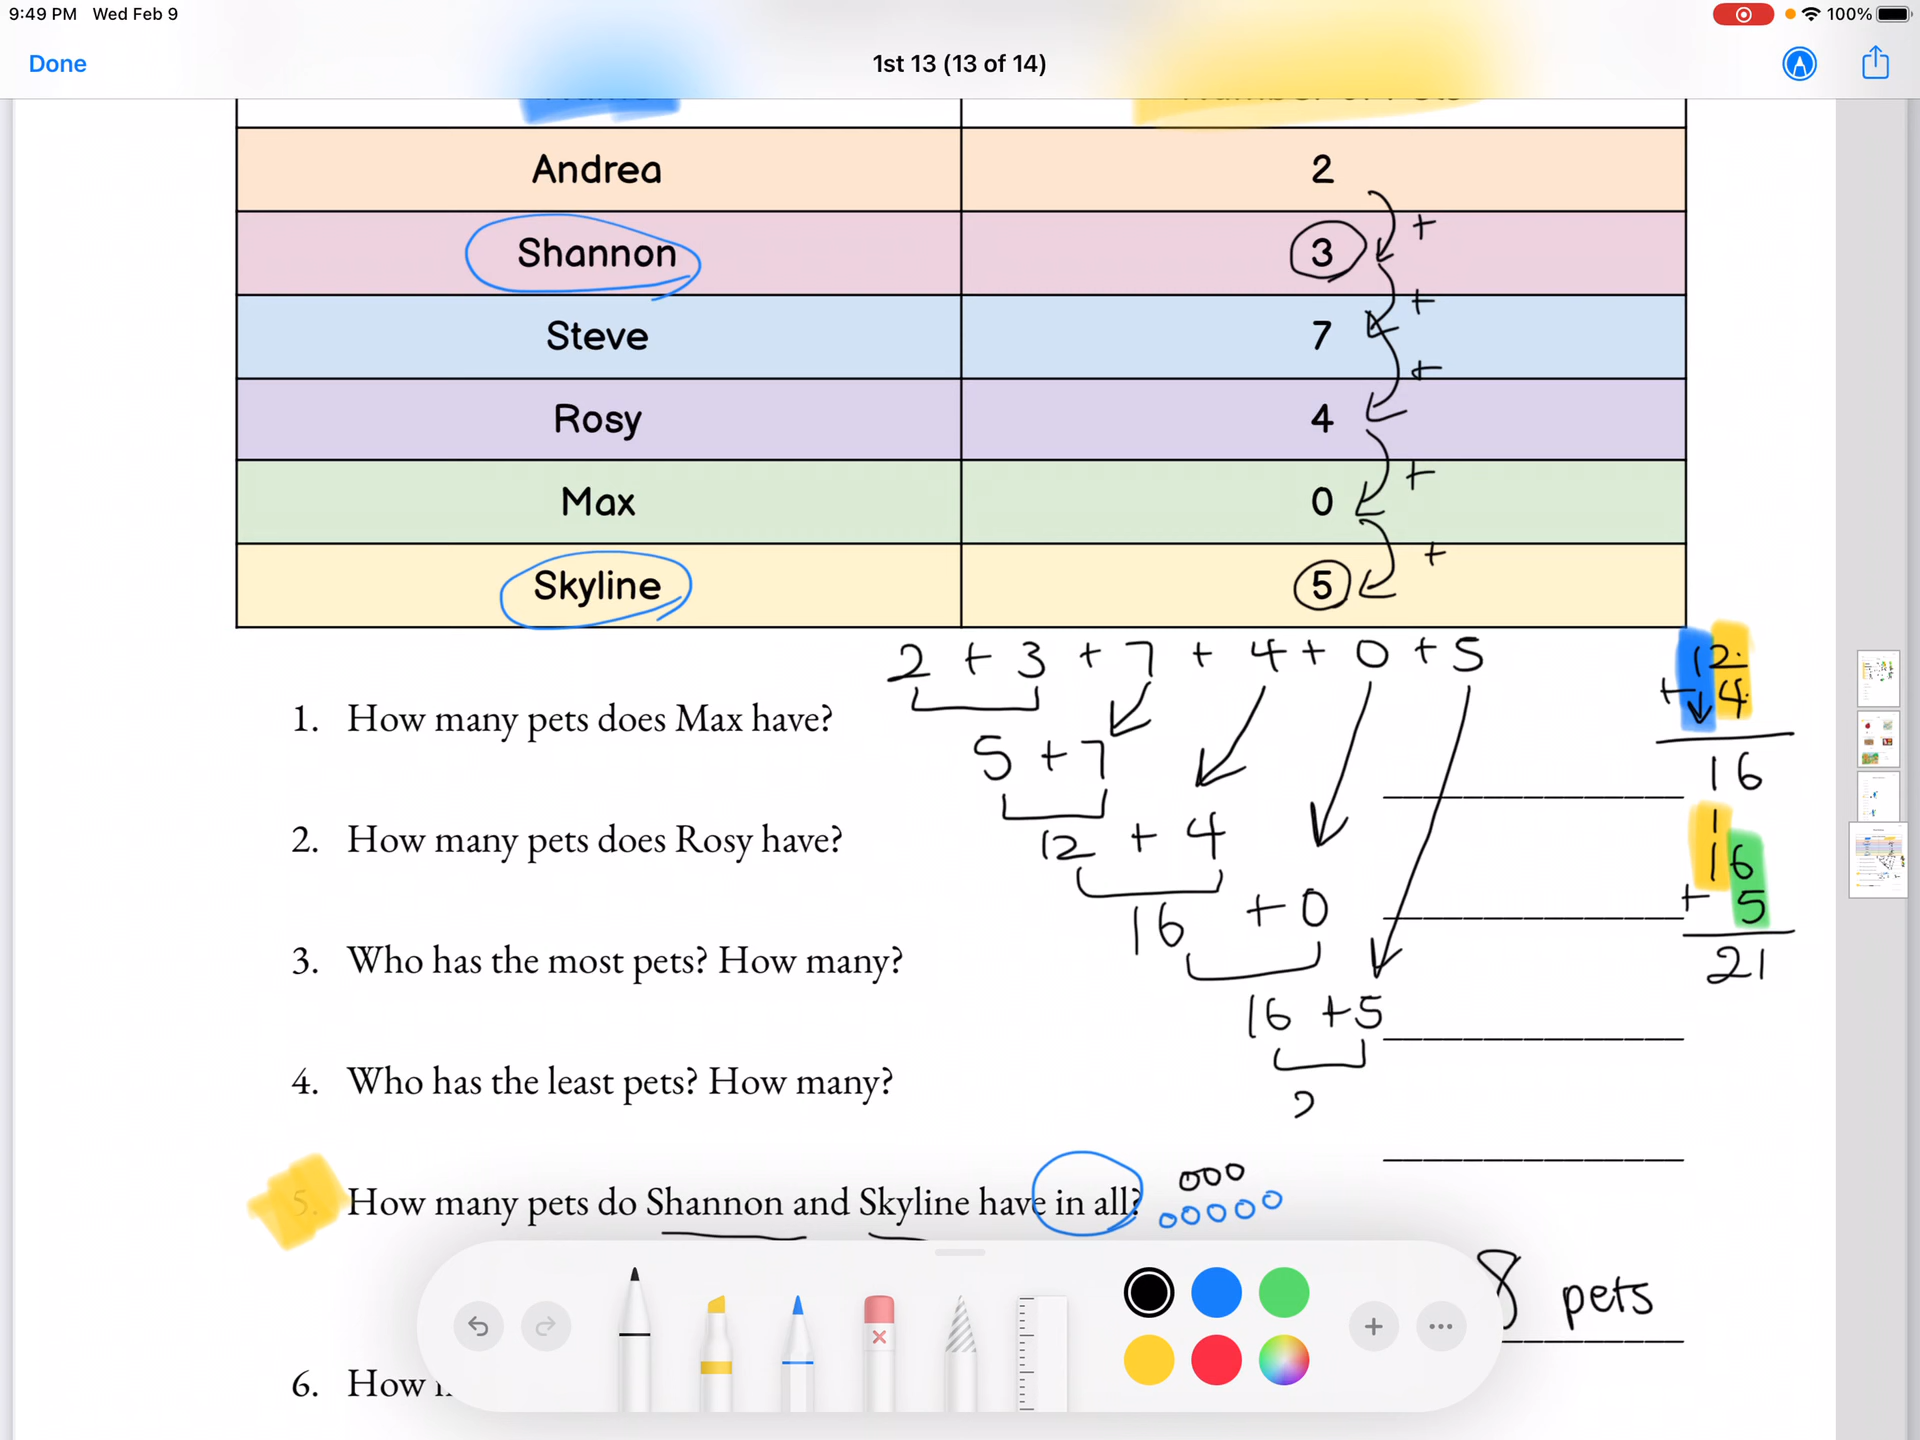 9:49 PM Wed Feb 9
100%
Done
1st 13 (13 of 14)
Andrea 2
+
Shannon 3
+
Steve 7
+
Rosy 4
+
Max 0
+
Skyline 5
2 + 3 + 7 + 4 + 0 + 5
12
+ 4
16
1. How many pets does Max have?
5 + 7
2. How many pets does Rosy have?
12 + 4
1
16
+ 5
21
16 + 0
3. Who has the most pets? How many?
16 + 5
4. Who has the least pets? How many?
5. How many pets do Shannon and Skyline have in all?
8 pets
6. How